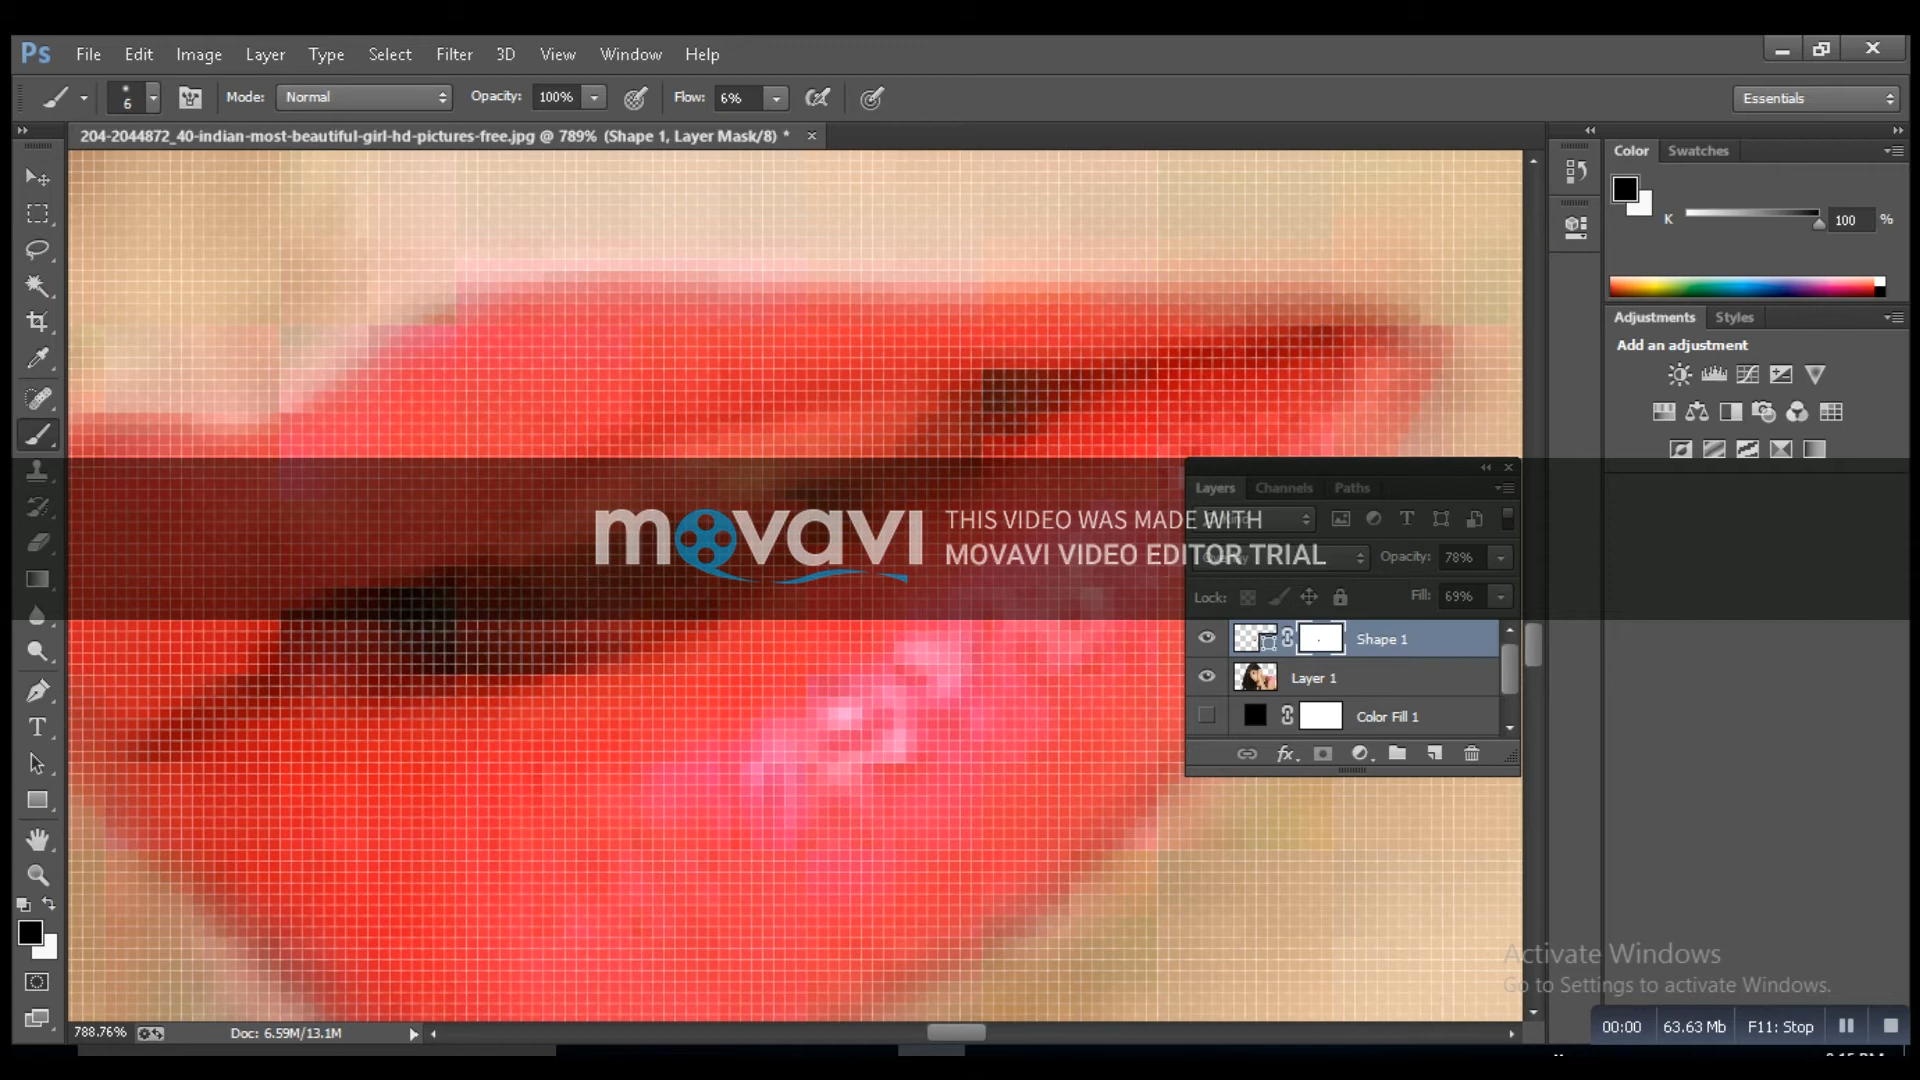 Ps File Edit Image Layer Type Select Filter 3D View Window Help
6 Mode: Normal Opacity: 100% Flow: 6% Essentials
204-2044872_40-indian-most-beautiful-girl-hd-pictures-free.jpg @ 789% (Shape 1, Layer Mask/8) *
Color Swatches
K 100 %
Adjustments Styles
Add an adjustment
Layers Channels Paths
movavi THIS VIDEO WAS MADE WITH
MOVAVI VIDEO EDITOR TRIAL
Opacity: 78%
Lock: Fill: 69%
Shape 1
Layer 1
Color Fill 1
fx
T
Activate Windows
Go to Settings to activate Windows.
788.76% Doc: 6.59M/13.1M
00:00 63.63 Mb F11: Stop